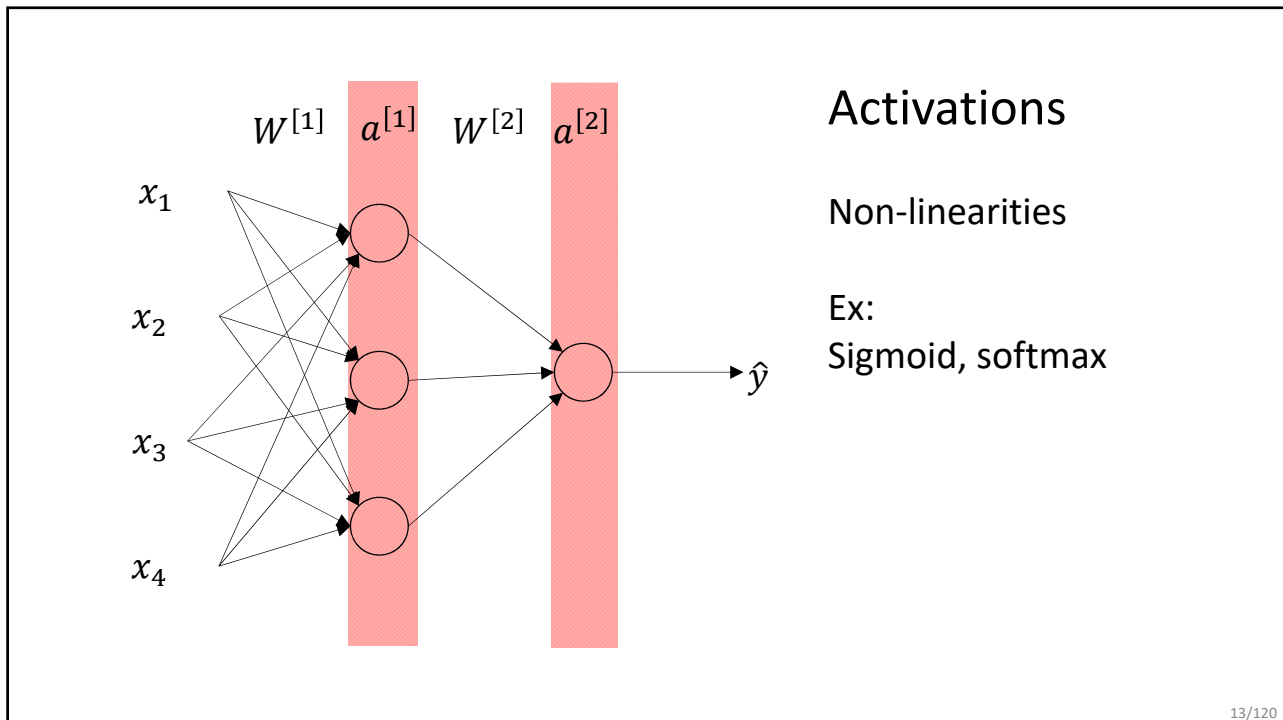 W^{[1]} a^{[1]} W^{[2]} a^{[2]}
x_1
x_2
x_3
x_4
ŷ
Activations
Non-linearities
Ex:
Sigmoid, softmax
13/120